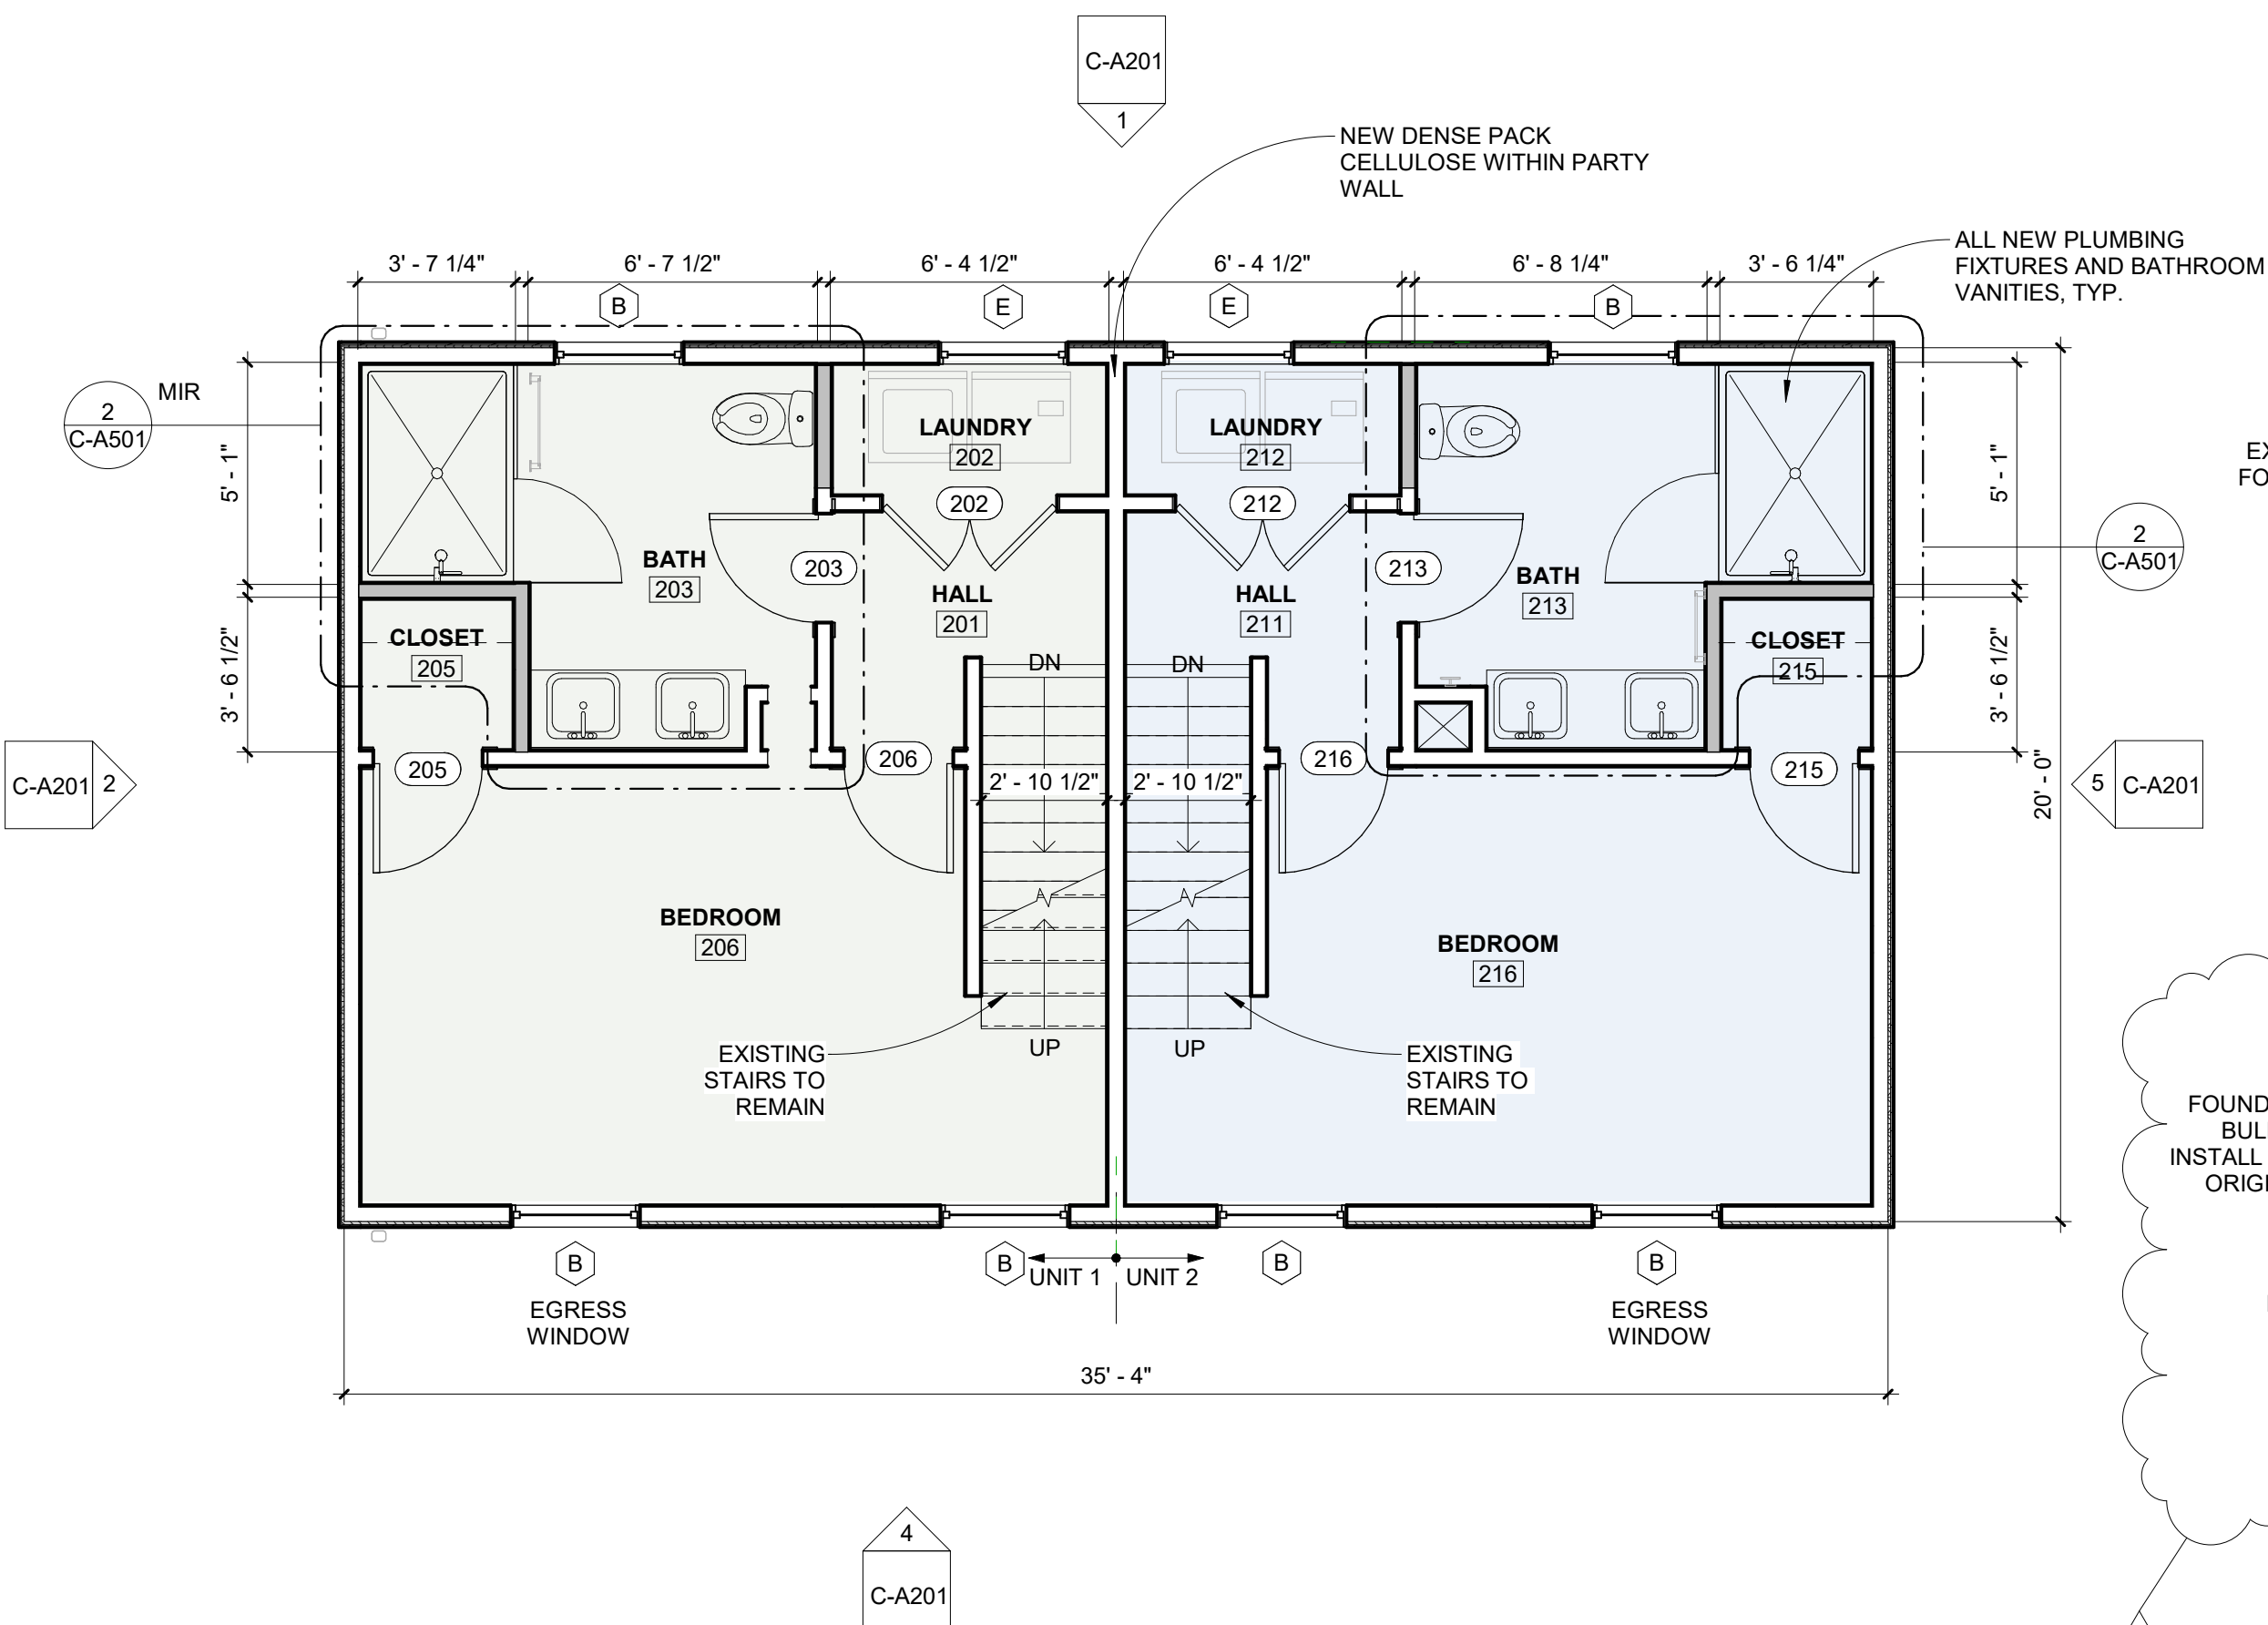 C-A201
1
NEW DENSE PACK
CELLULOSE WITHIN PARTY
WALL
ALL NEW PLUMBING
FIXTURES AND BATHROOM
VANITIES, TYP.
3' - 7 1/4"
6' - 7 1/2"
6' - 4 1/2"
6' - 4 1/2"
6' - 8 1/4"
3' - 6 1/4"
B
E
E
B
MIR
2
C-A501
5' - 1"
3' - 6 1/2"
LAUNDRY
202
202
LAUNDRY
212
212
BATH
203
203
HALL
201
HALL
211
213
BATH
213
5' - 1"
3' - 6 1/2"
20' - 0"
2
C-A501
CLOSET
205
205
CLOSET
215
215
DN
DN
206
216
2' - 10 1/2"
2' - 10 1/2"
C-A201
2
5
C-A201
BEDROOM
206
BEDROOM
216
EXISTING
STAIRS TO
REMAIN
UP
UP
EXISTING
STAIRS TO
REMAIN
FOUND
BUL
INSTALL
ORIG
B
B
UNIT 1
UNIT 2
B
B
EGRESS
WINDOW
EGRESS
WINDOW
35' - 4"
4
C-A201